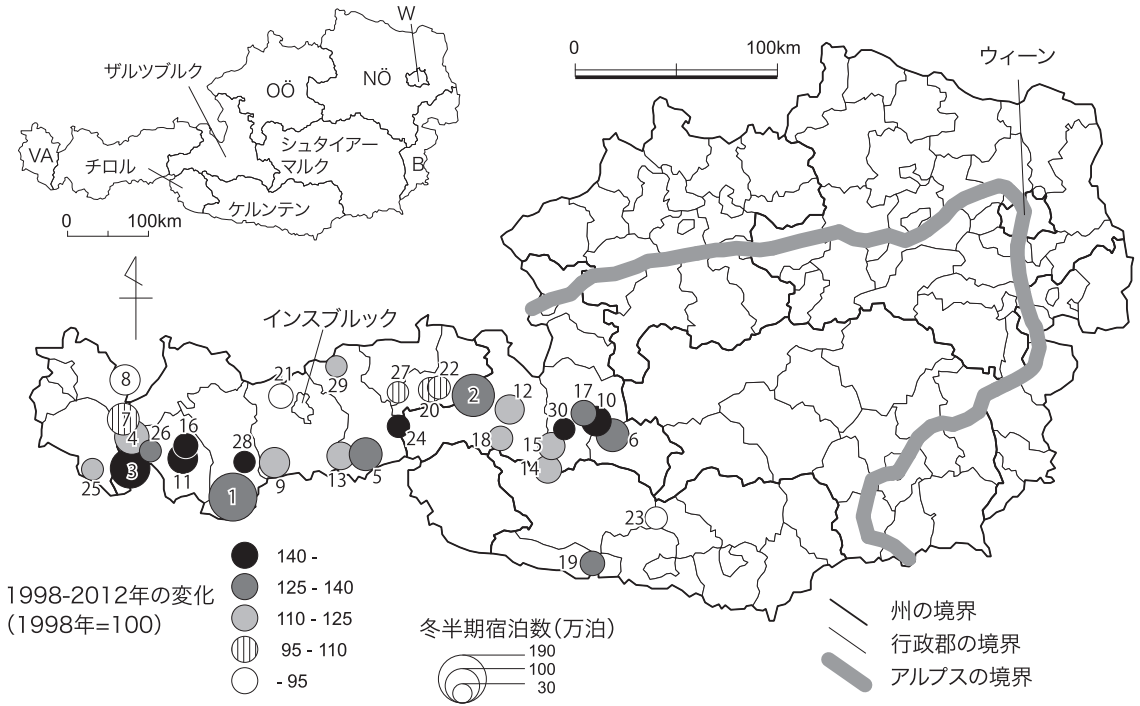 W
ザルツブルク
OÖ
NÖ
VA
チロル
シュタイアー
マルク
B
ケルンテン
0 100km
0 100km
ウィーン
インスブルック
8
21
29
27
22
2
12
17
10
7
4
26
16
20
30
24
18
15
6
3
28
25
11
1
9
13
5
14
23
19
1998-2012年の変化
(1998年=100)
140 -
125 - 140
110 - 125
95 - 110
- 95
冬半期宿泊数(万泊)
190
100
30
州の境界
行政郡の境界
アルプスの境界